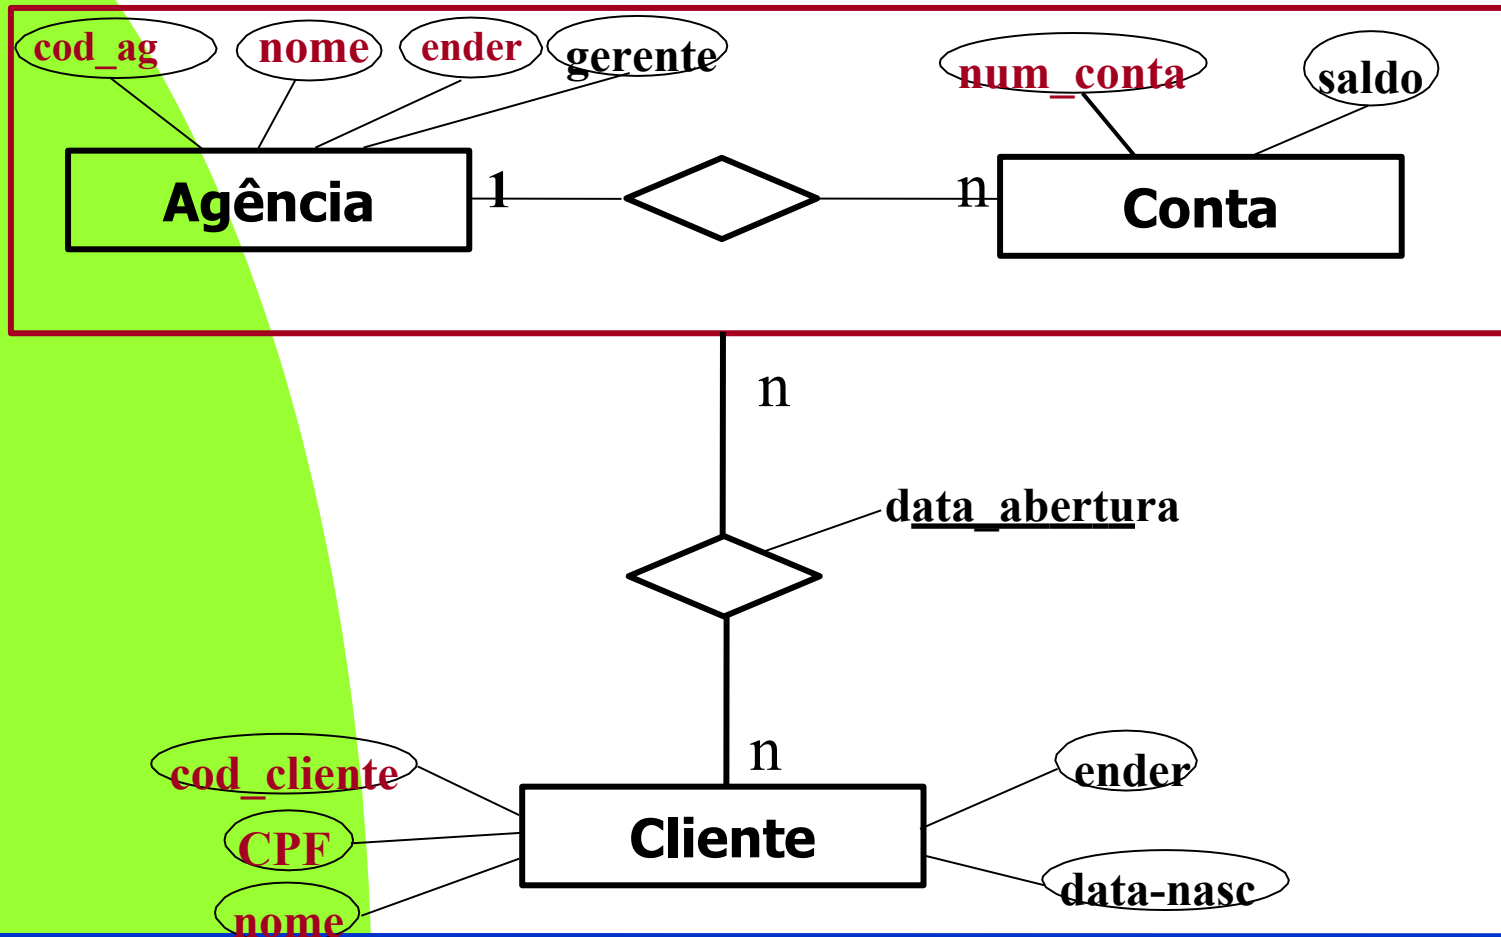 cod_ag
nome
ender
gerente
num_conta
saldo
Agência
1
n
Conta
n
data_abertura
n
cod_cliente
ender
CPF
Cliente
nome
data-nasc